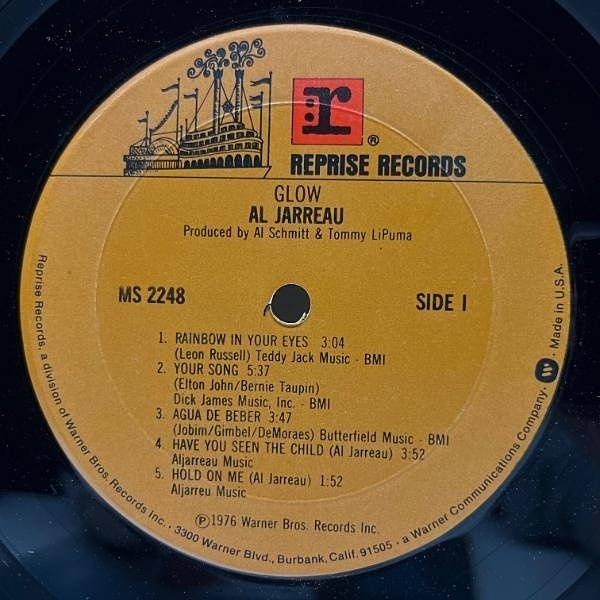 r
®
REPRISE RECORDS
GLOW
AL JARREAU
Produced by Al Schmitt & Tommy LiPuma
MS 2248
SIDE 1
1. RAINBOW IN YOUR EYES 3:04
(Leon Russell) Teddy Jack Music - BMI
2. YOUR SONG 5:37
(Elton John/Bernie Taupin)
Dick James Music, Inc. - BMI
3. AGUA DE BEBER 3:47
(Jobim/Gimbel/DeMoraes) Butterfield Music - BMI
4. HAVE YOU SEEN THE CHILD (Al Jarreau) 3:52
Aljarreau Music
5. HOLD ON ME (Al Jarreau) 1:52
Aljarreu Music
℗1976 Warner Bros. Records Inc.
Reprise Records, a division of Warner Bros. Records Inc. · 3300 Warner Blvd., Burbank, Calif. 91505 · a Warner Communications Company. · Made in U.S.A.